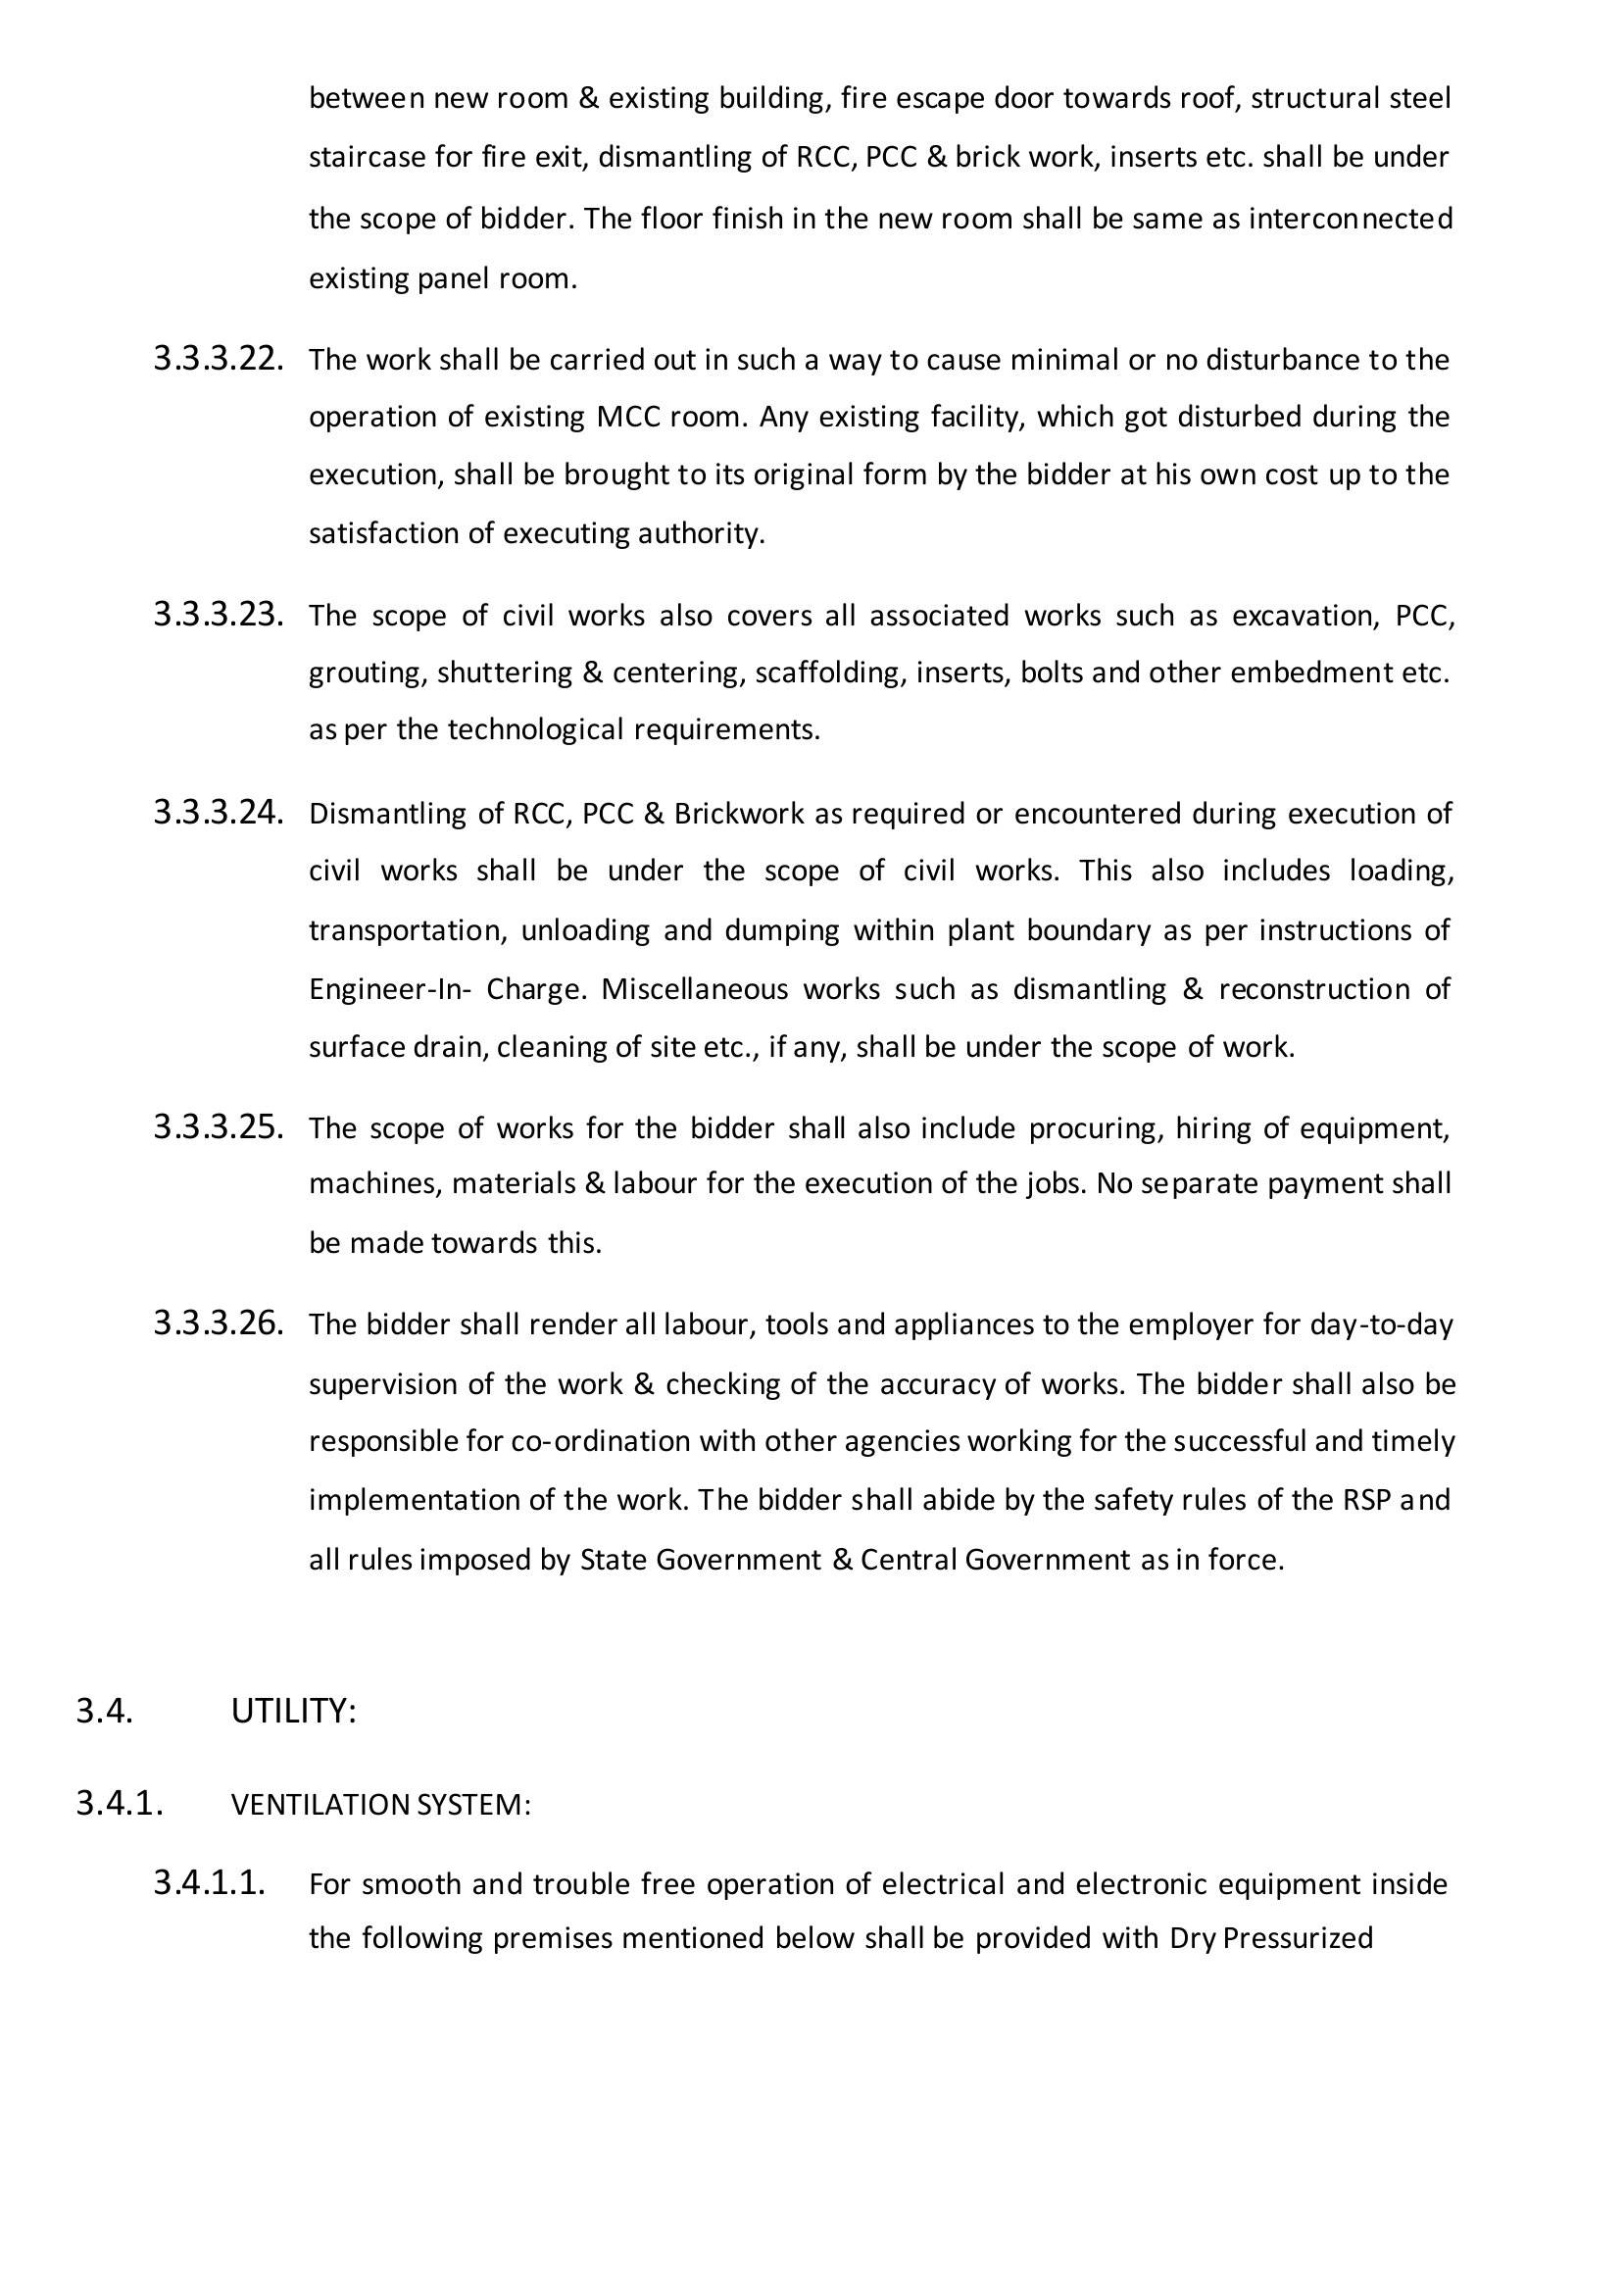 between new room & existing building, fire escape door towards roof, structural steel
staircase for fire exit, dismantling of RCC, PCC & brick work, inserts etc. shall be under
the scope of bidder. The floor finish in the new room shall be same as interconnected
existing panel room.
3.3.3.22. The work shall be carried out in such a way to cause minimal or no disturbance to the
operation of existing MCC room. Any existing facility, which got disturbed during the
execution, shall be brought to its original form by the bidder at his own cost up to the
satisfaction of executing authority.
3.3.3.23. The scope of civil works also covers all associated works such as excavation, PCC,
grouting, shuttering & centering, scaffolding, inserts, bolts and other embedment etc.
as per the technological requirements.
3.3.3.24. Dismantling of RCC, PCC & Brickwork as required or encountered during execution of
civil works shall be under the scope of civil works. This also includes loading,
transportation, unloading and dumping within plant boundary as per instructions of
Engineer-In- Charge. Miscellaneous works such as dismantling & reconstruction of
surface drain, cleaning of site etc., if any, shall be under the scope of work.
3.3.3.25. The scope of works for the bidder shall also include procuring, hiring of equipment,
machines, materials & labour for the execution of the jobs. No separate payment shall
be made towards this.
3.3.3.26. The bidder shall render all labour, tools and appliances to the employer for day-to-day
supervision of the work & checking of the accuracy of works. The bidder shall also be
responsible for co-ordination with other agencies working for the successful and timely
implementation of the work. The bidder shall abide by the safety rules of the RSP and
all rules imposed by State Government & Central Government as in force.
3.4. UTILITY:
3.4.1. VENTILATION SYSTEM:
3.4.1.1. For smooth and trouble free operation of electrical and electronic equipment inside
the following premises mentioned below shall be provided with Dry Pressurized